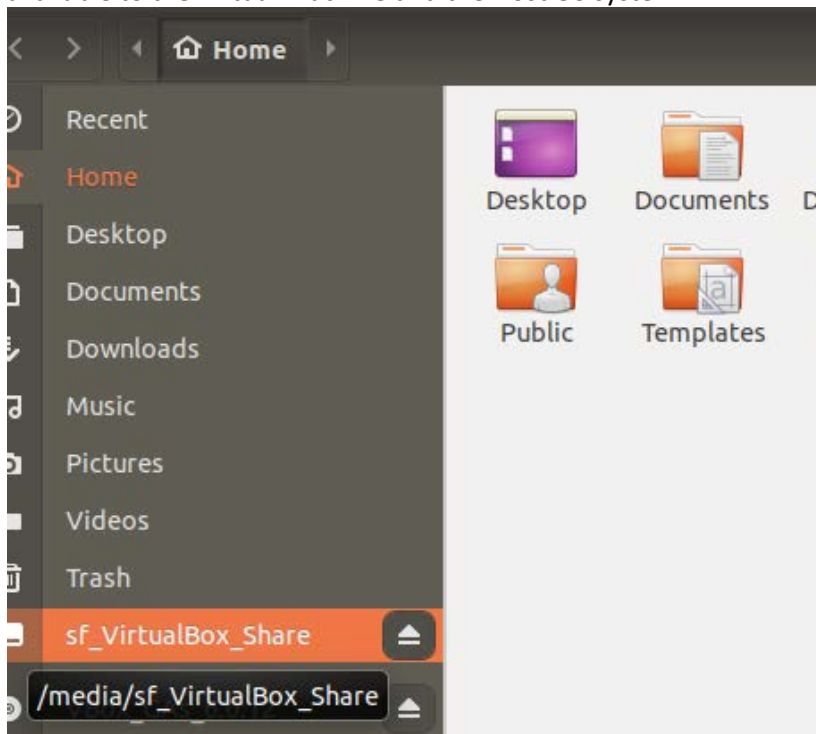 Home
Recent
Home
Desktop
Documents
Downloads
Music
Pictures
Videos
Trash
sf_VirtualBox_Share
/media/sf_VirtualBox_Share
Desktop
Documents
D
Public
Templates